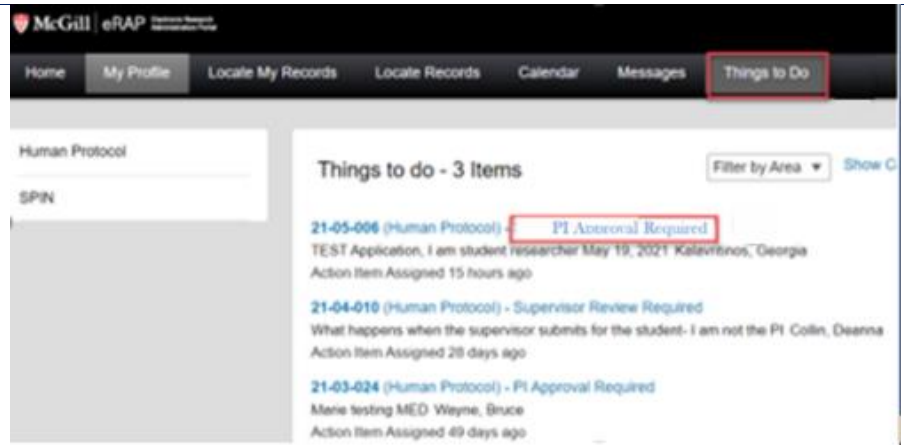 McGill eRAP Electronic Research Administration Portal
Home My Profile Locate My Records Locate Records Calendar Messages Things to Do
Human Protocol
SPIN
Things to do - 3 Items
Filter by Area
Show
21-05-006 (Human Protocol) - PI Approval Required
TEST Application, I am student researcher May 19, 2021 Kalavritinos, Georgia
Action Item Assigned 15 hours ago
21-04-010 (Human Protocol) - Supervisor Review Required
What happens when the supervisor submits for the student- I am not the PI Collin, Deanna
Action Item Assigned 28 days ago
21-03-024 (Human Protocol) - PI Approval Required
Marie testing MED Wayne, Bruce
Action Item Assigned 49 days ago